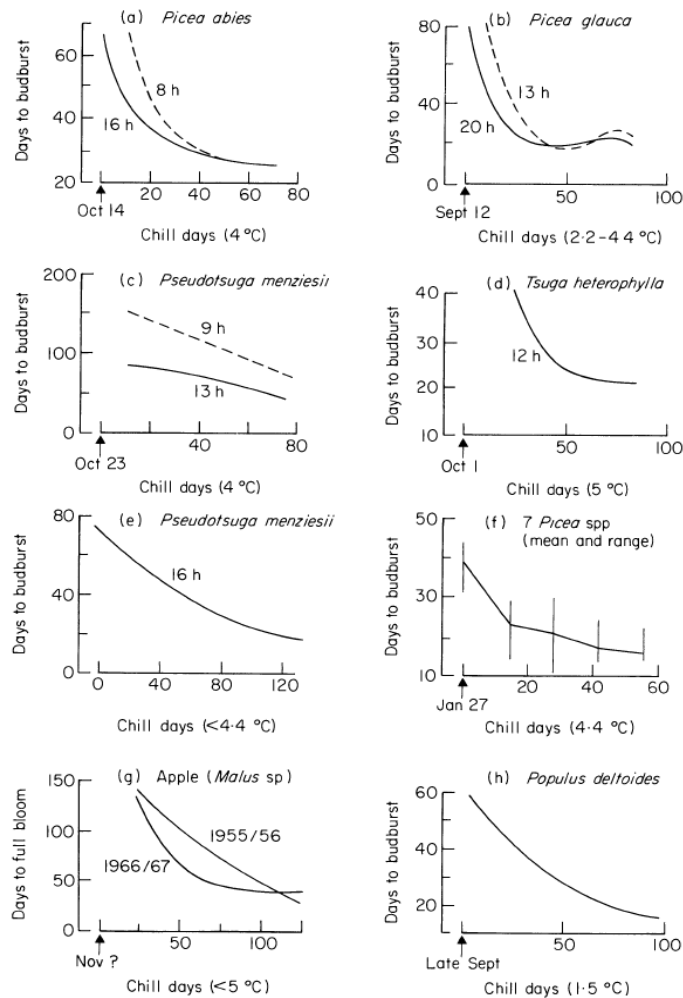 (a) Picea abies
Days to budburst
60
40
20
8 h
16 h
20 40 60 80
Oct 14
Chill days (4 °C)
(b) Picea glauca
Days to budburst
80
60
40
20
0
13 h
20 h
0 50 100
Sept 12
Chill days (2·2-4 4 °C)
(c) Pseudotsuga menziesii
Days to budburst
200
100
0
9 h
13 h
40 80
Oct 23
Chill days (4 °C)
(d) Tsuga heterophylla
Days to budburst
40
30
20
10
12 h
50 100
Oct 1
Chill days (5 °C)
(e) Pseudotsuga menziesii
Days to budburst
80
40
0
16 h
0 40 80 120
Chill days (<4·4 °C)
(f) 7 Picea spp
(mean and range)
Days to budburst
50
30
10
20 40 60
Jan 27
Chill days (4·4 °C)
(g) Apple (Malus sp)
Days to full bloom
150
100
50
0
1955/56
1966/67
50 100
Nov ?
Chill days (<5 °C)
(h) Populus deltoides
Days to budburst
60
40
20
50 100
Late Sept
Chill days (1·5 °C)